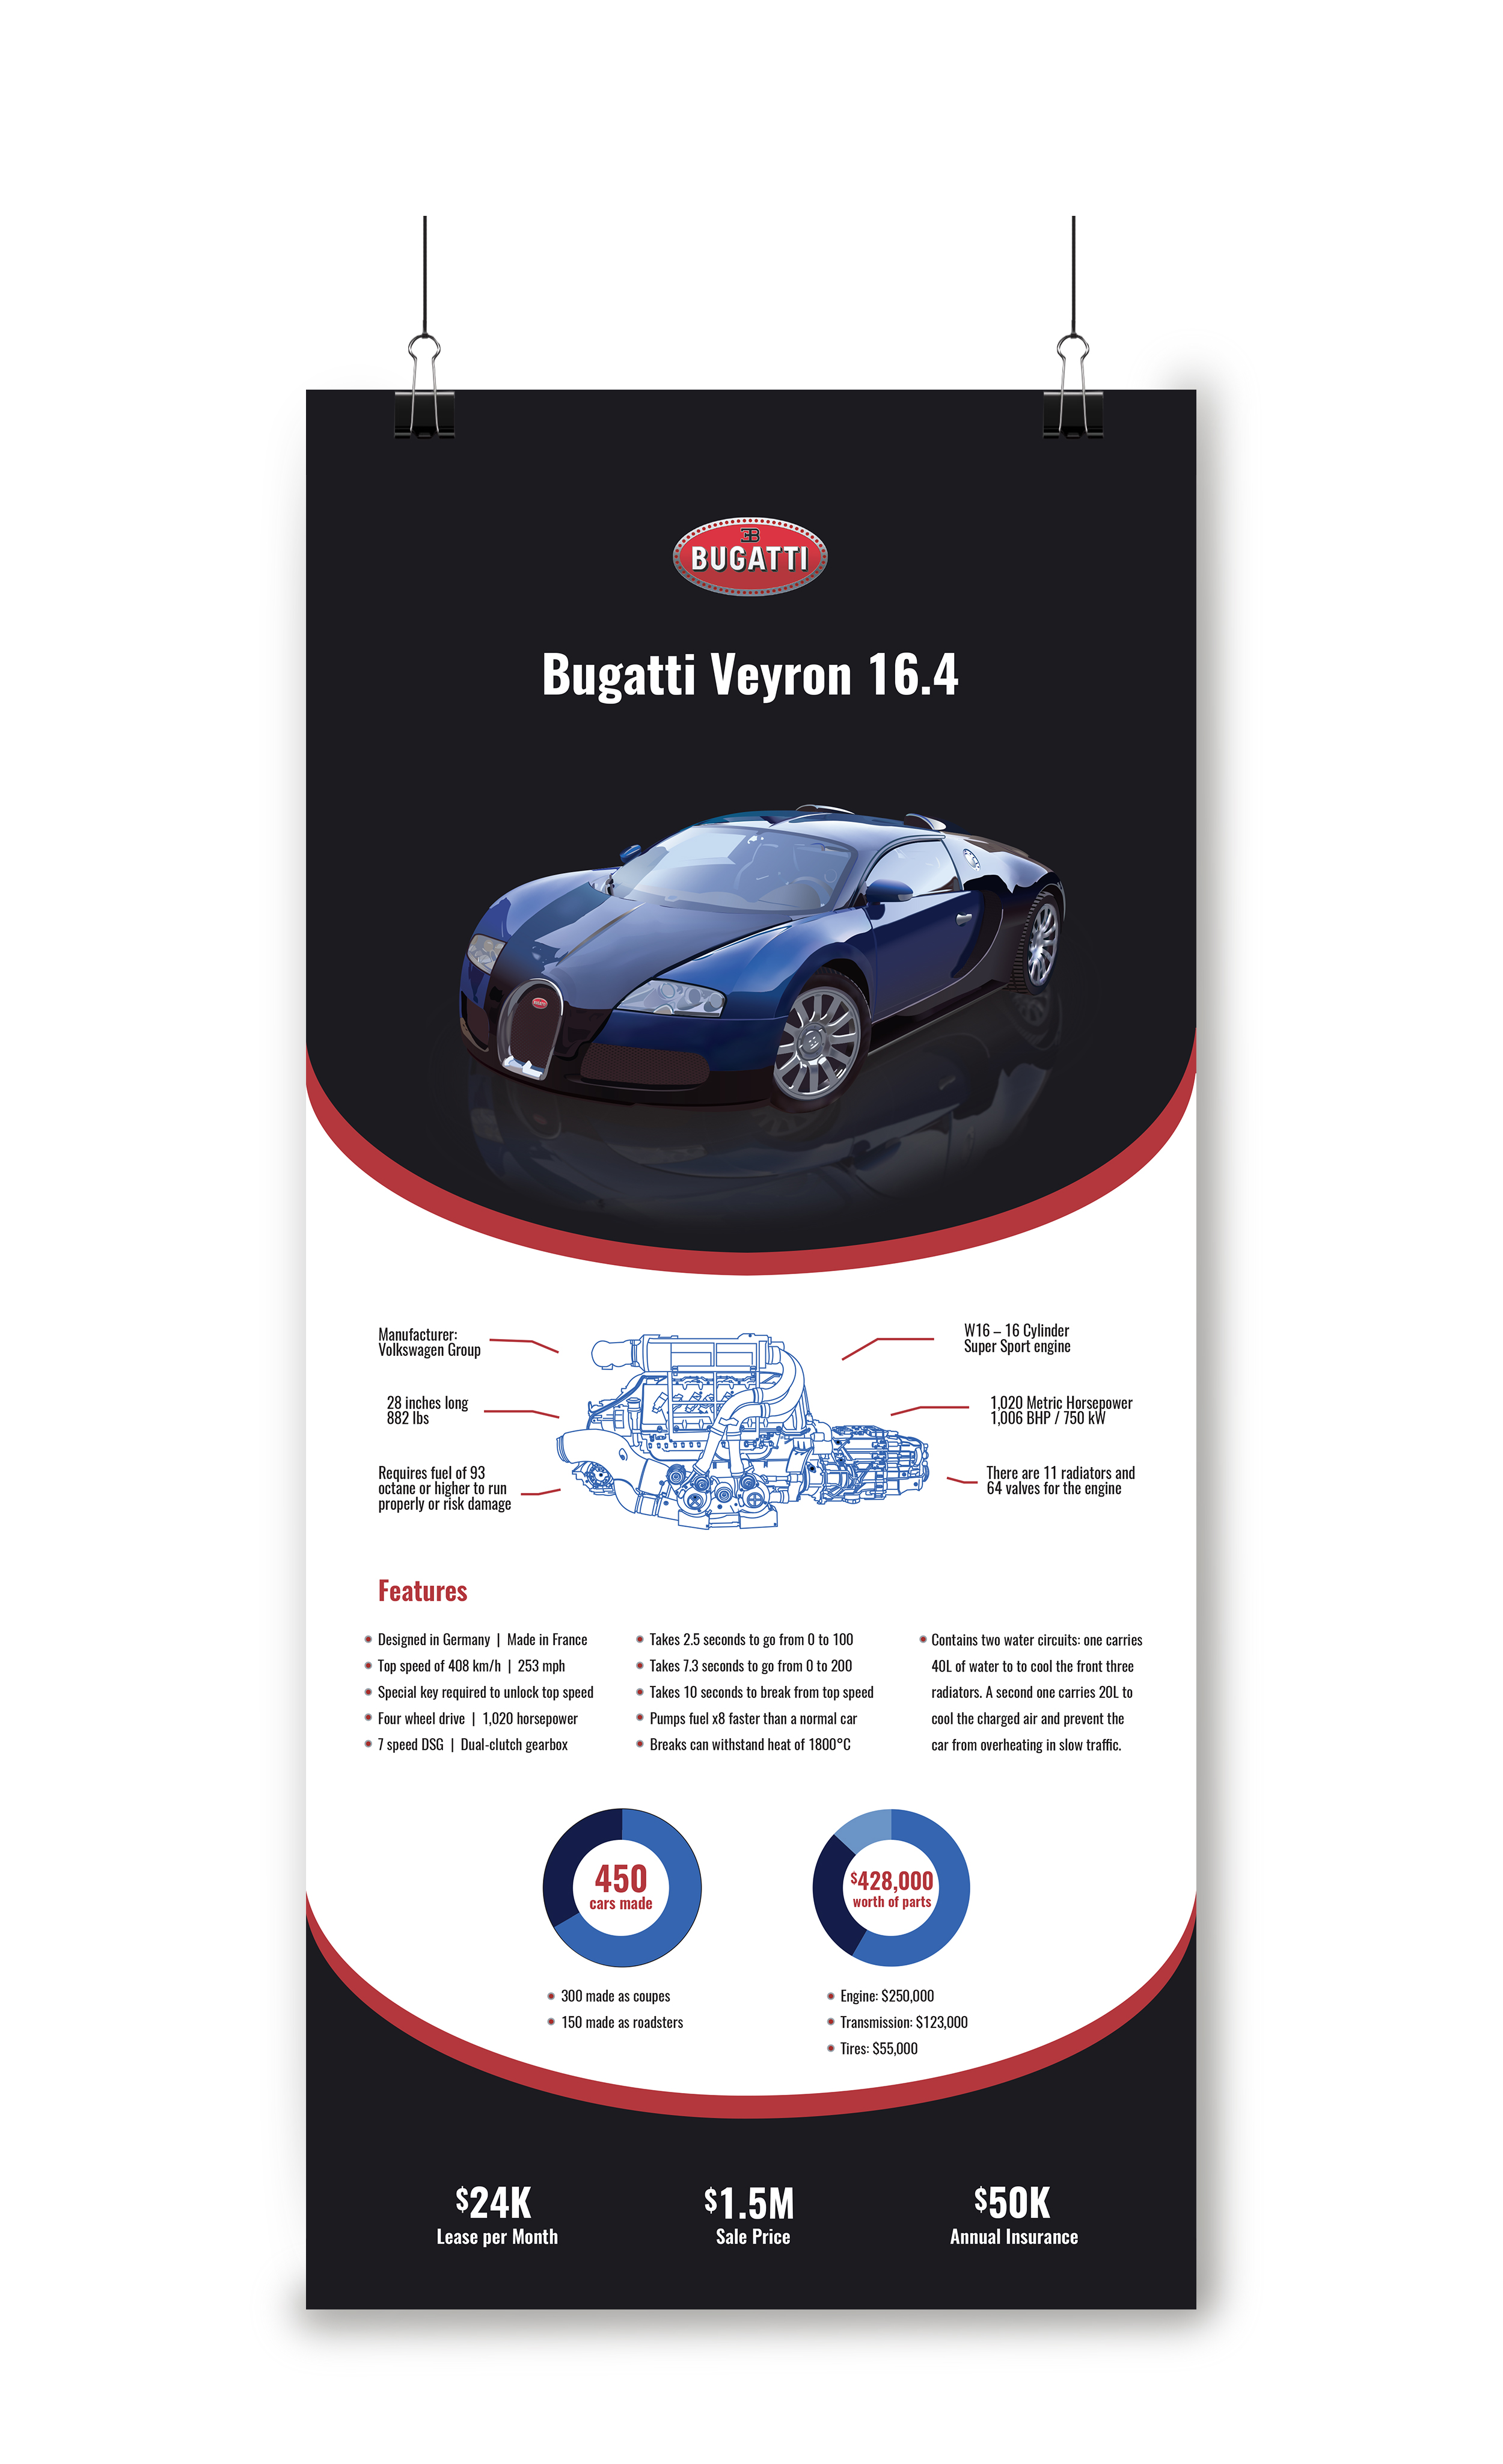 BUGATTI
Bugatti Veyron 16.4
Manufacturer:
Volkswagen Group
W16 – 16 Cylinder
Super Sport engine
28 inches long
882 lbs
1,020 Metric Horsepower
1,006 BHP / 750 kW
Requires fuel of 93
octane or higher to run
properly or risk damage
There are 11 radiators and
64 valves for the engine
Features
Designed in Germany | Made in France
Top speed of 408 km/h | 253 mph
Special key required to unlock top speed
Four wheel drive | 1,020 horsepower
7 speed DSG | Dual-clutch gearbox
Takes 2.5 seconds to go from 0 to 100
Takes 7.3 seconds to go from 0 to 200
Takes 10 seconds to break from top speed
Pumps fuel x8 faster than a normal car
Breaks can withstand heat of 1800°C
Contains two water circuits: one carries
40L of water to to cool the front three
radiators. A second one carries 20L to
cool the charged air and prevent the
car from overheating in slow traffic.
450
cars made
$428,000
worth of parts
300 made as coupes
150 made as roadsters
Engine: $250,000
Transmission: $123,000
Tires: $55,000
$24K
Lease per Month
$1.5M
Sale Price
$50K
Annual Insurance